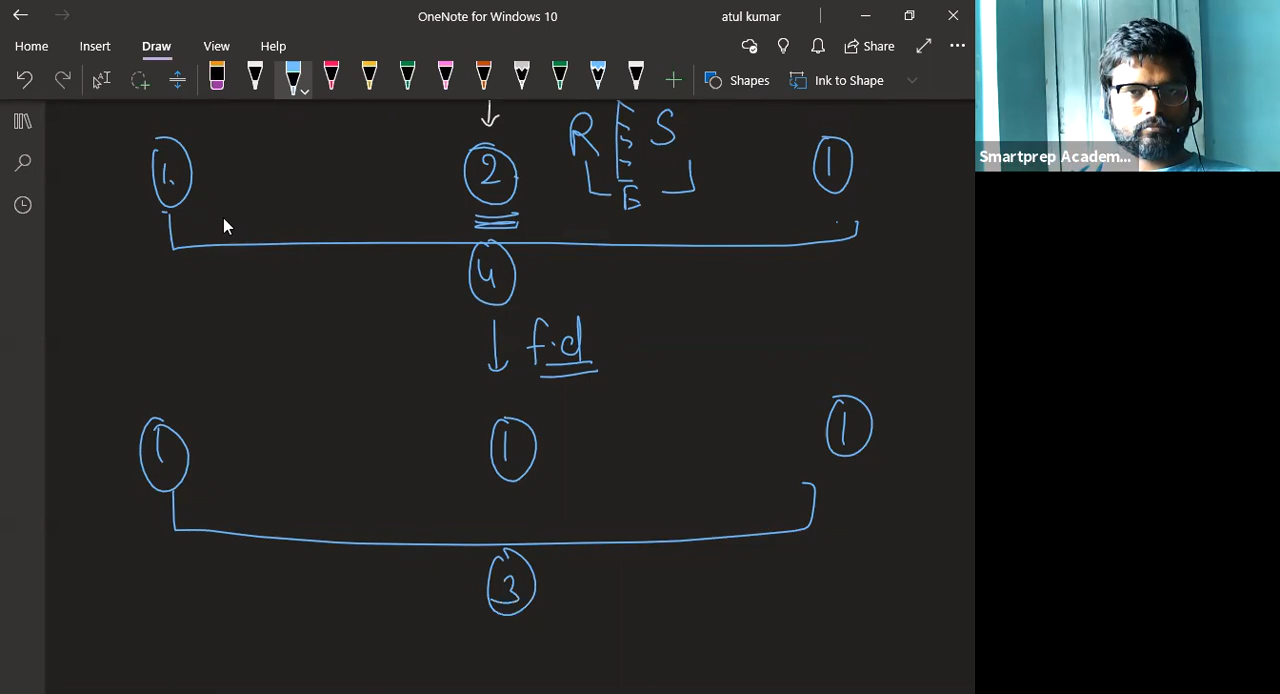 OneNote for Windows 10
atul kumar
Home Insert Draw View Help
Share
Shapes
Ink to Shape
Smartprep Academ...
R S
1. 2 1
B
4
f.d
1 1 1
3